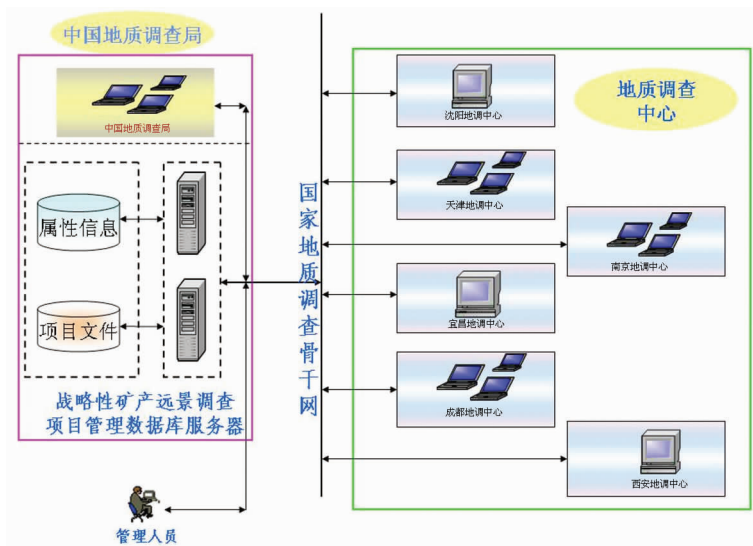 中国地质调查局
中国地质调查局
属性信息
项目文件
战略性矿产远景调查
项目管理数据库服务器
管理人员
国家地质调查骨干网
地质调查
中心
沈阳地调中心
天津地调中心
南京地调中心
宜昌地调中心
成都地调中心
西安地调中心